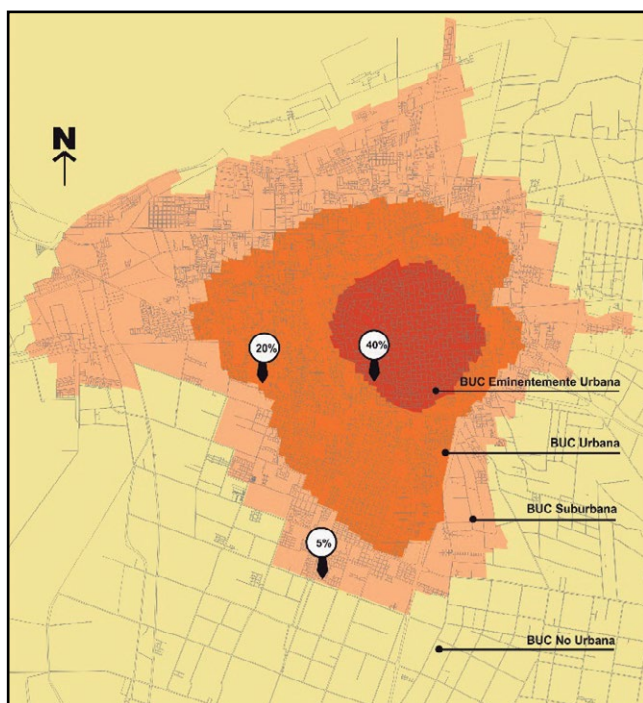 N
20%
40%
BUC Eminentemente Urbana
BUC Urbana
BUC Suburbana
5%
BUC No Urbana